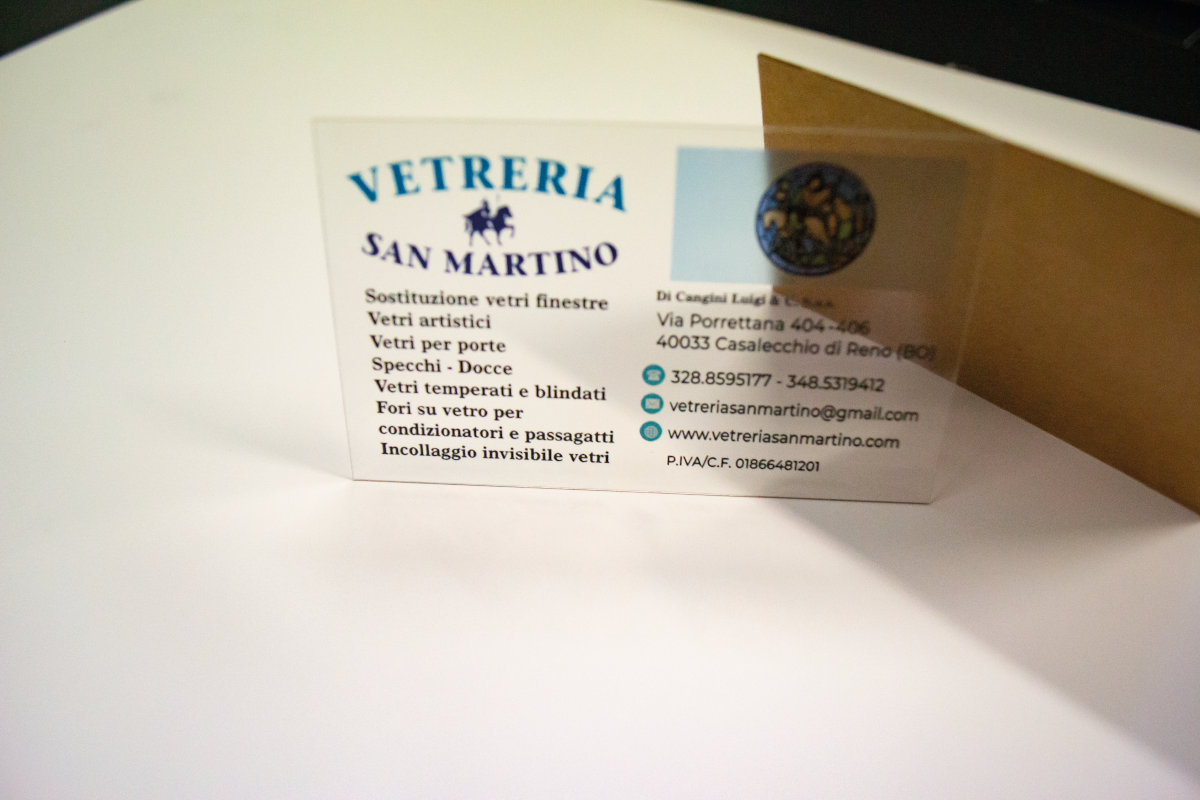 VETRERIA
SAN MARTINO
Sostituzione vetri finestre
Vetri artistici
Vetri per porte
Specchi - Docce
Vetri temperati e blindati
Fori su vetro per
condizionatori e passagatti
Incollaggio invisibile vetri
Di Cangini Luigi & C.
Via Porrettana 404-406
40033 Casalecchio di Reno (BO)
328.8595177 - 348.5319412
vetreriasanmartino@gmail.com
www.vetreriasanmartino.com
P.IVA/C.F. 01866481201